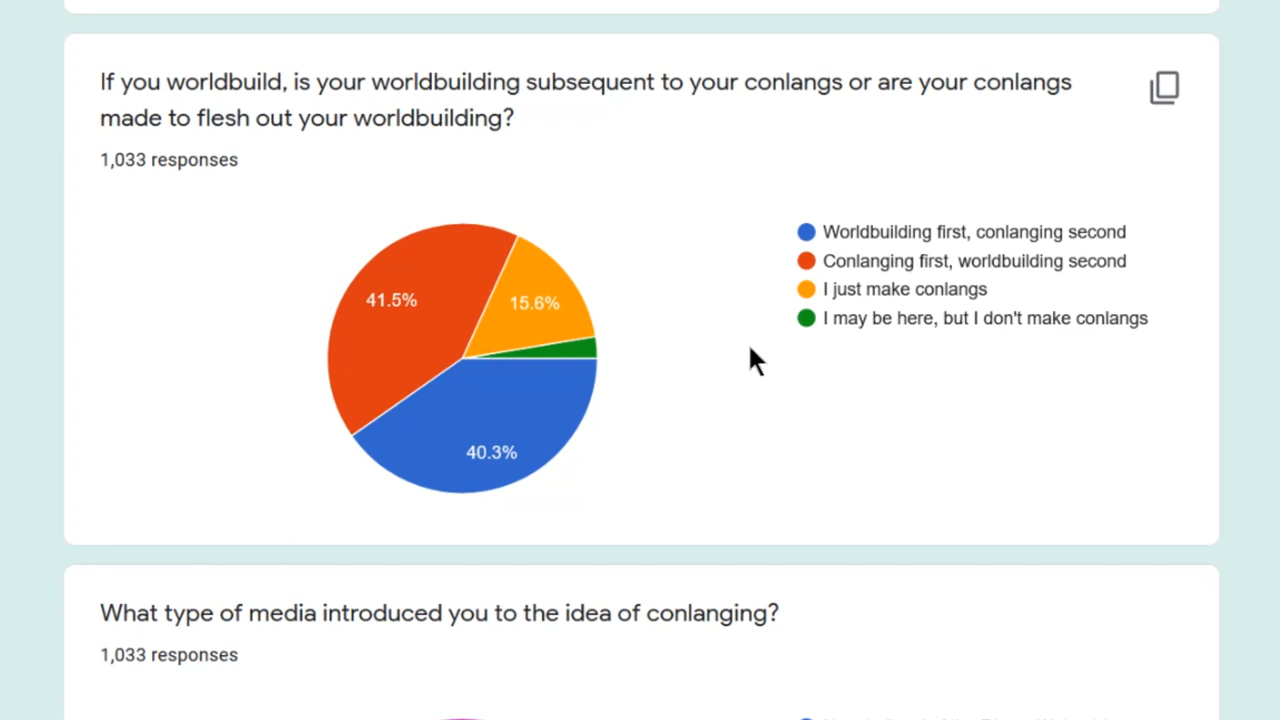 If you worldbuild, is your worldbuilding subsequent to your conlangs or are your conlangs
made to flesh out your worldbuilding?
1,033 responses
Worldbuilding first, conlanging second
Conlanging first, worldbuilding second
I just make conlangs
I may be here, but I don't make conlangs
41.5%
15.6%
40.3%
What type of media introduced you to the idea of conlanging?
1,033 responses